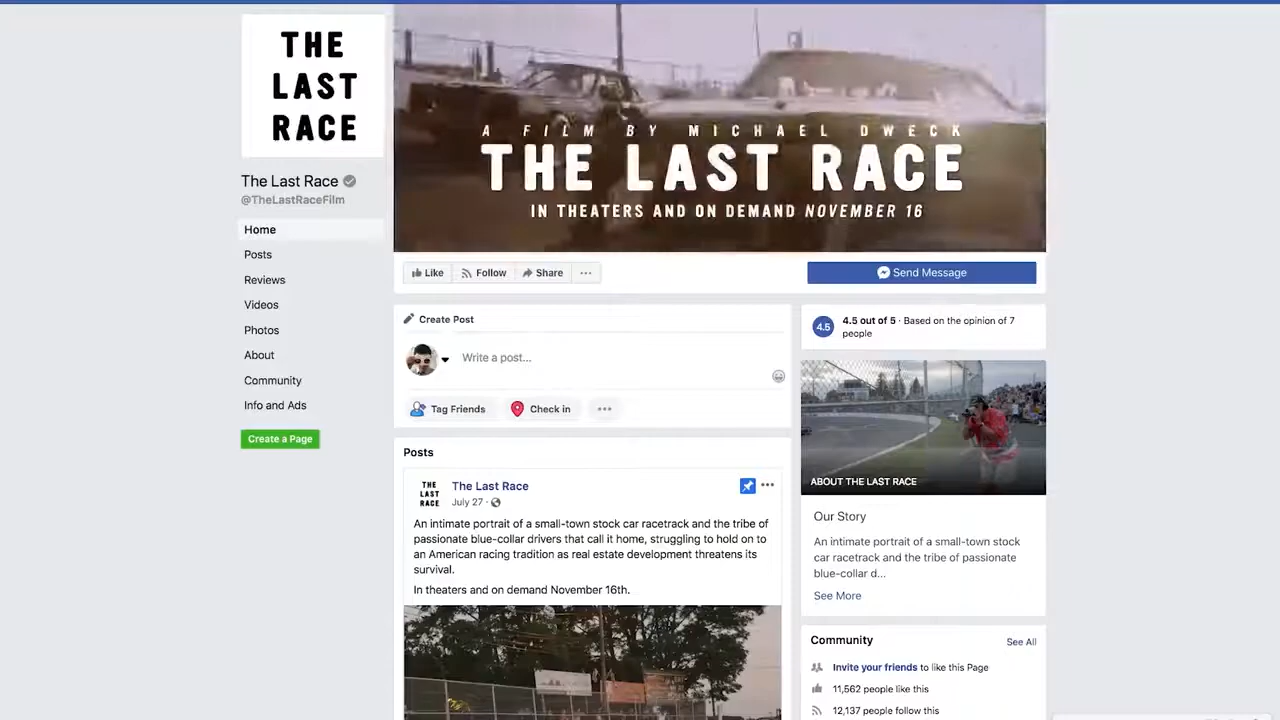 THE
LAST
RACE
The Last Race
@TheLastRaceFilm
Home
Posts
Reviews
Videos
Photos
About
Community
Info and Ads
Create a Page
A FILM BY MICHAEL DWECK
THE LAST RACE
IN THEATERS AND ON DEMAND NOVEMBER 16
Like Follow Share ...
Send Message
Create Post
Write a post...
Tag Friends Check in ...
Posts
THE
LAST
RACE
The Last Race
July 27 ·
An intimate portrait of a small-town stock car racetrack and the tribe of
passionate blue-collar drivers that call it home, struggling to hold on to
an American racing tradition as real estate development threatens its
survival.
In theaters and on demand November 16th.
4.5
4.5 out of 5 · Based on the opinion of 7
people
ABOUT THE LAST RACE
Our Story
An intimate portrait of a small-town stock
car racetrack and the tribe of passionate
blue-collar d...
See More
Community
See All
Invite your friends to like this Page
11,562 people like this
12,137 people follow this